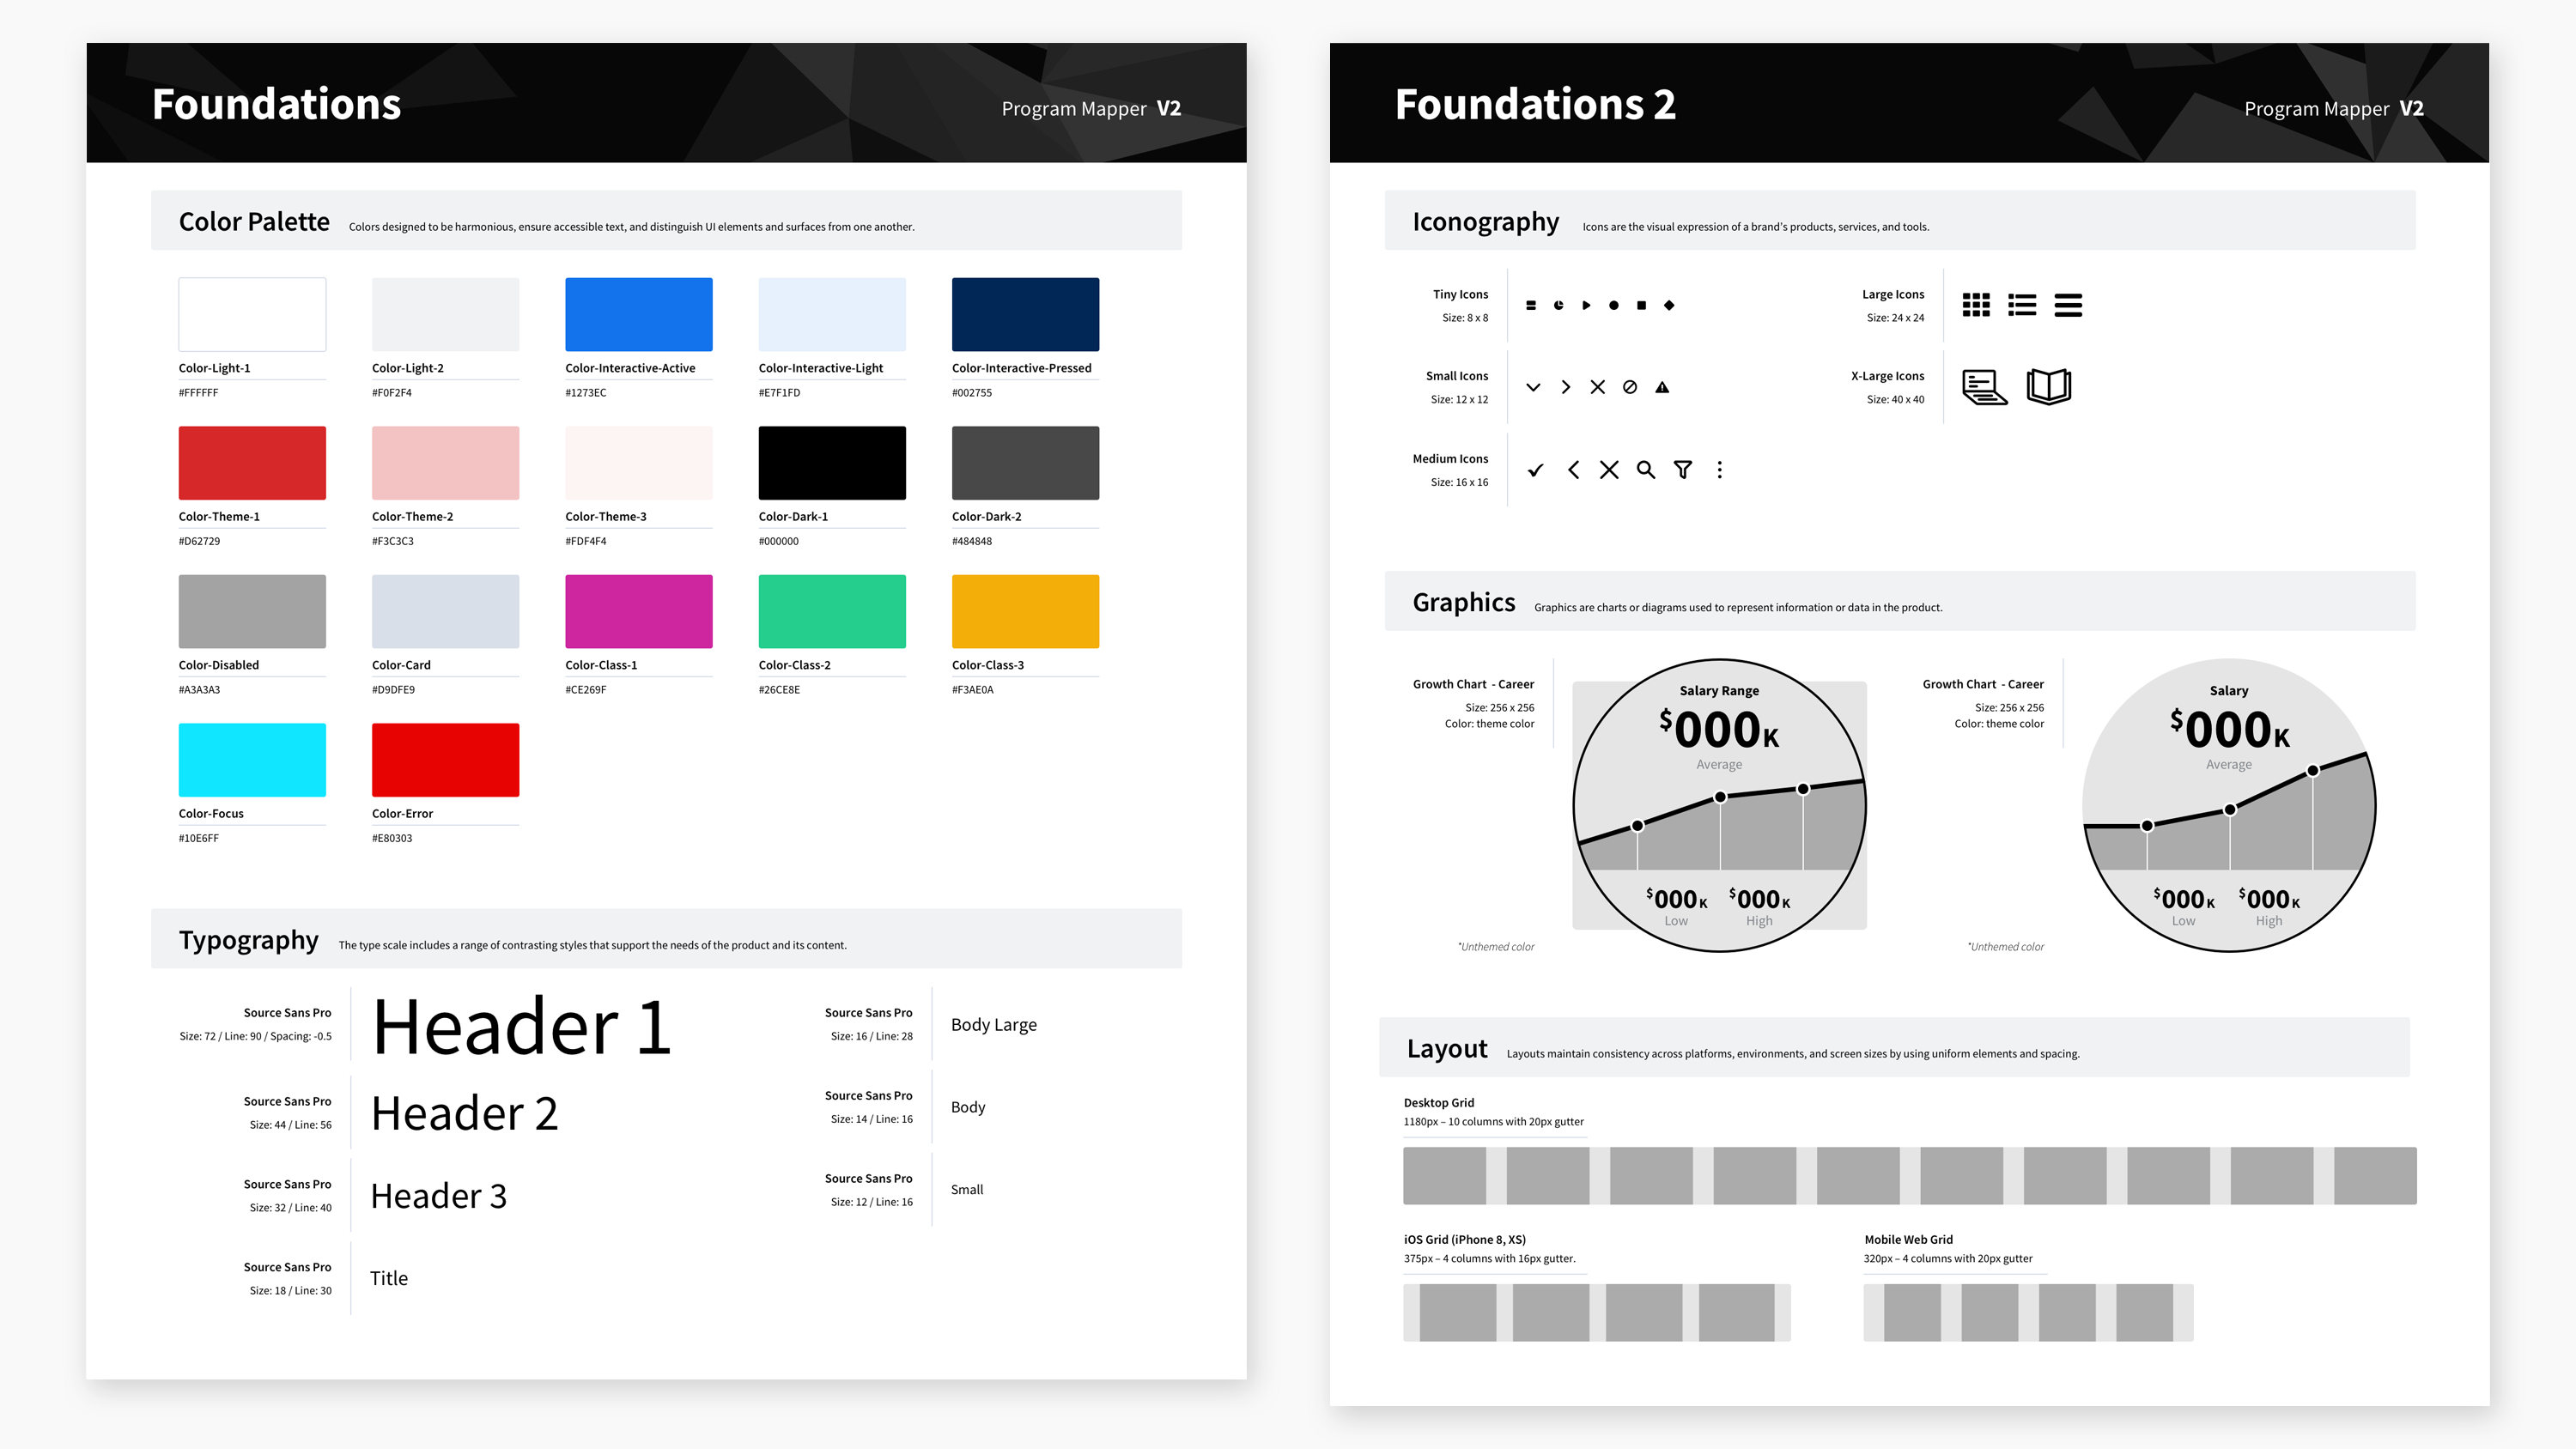 Foundations
Program Mapper V2
Color Palette Colors designed to be harmonious, ensure accessible text, and distinguish UI elements and surfaces from one another.
Color-Light-1
#FFFFFF
Color-Light-2
#F0F2F4
Color-Interactive-Active
#1273EC
Color-Interactive-Light
#E7F1FD
Color-Interactive-Pressed
#002755
Color-Theme-1
#D62729
Color-Theme-2
#F3C3C3
Color-Theme-3
#FDF4F4
Color-Dark-1
#000000
Color-Dark-2
#484848
Color-Disabled
#A3A3A3
Color-Card
#D9DFE9
Color-Class-1
#CE269F
Color-Class-2
#26CE8E
Color-Class-3
#F3AE0A
Color-Focus
#10E6FF
Color-Error
#E80303
Typography The type scale includes a range of contrasting styles that support the needs of the product and its content.
Source Sans Pro
Size: 72 / Line: 90 / Spacing: -0.5
Header 1
Source Sans Pro
Size: 44 / Line: 56
Header 2
Source Sans Pro
Size: 32 / Line: 40
Header 3
Source Sans Pro
Size: 18 / Line: 30
Title
Source Sans Pro
Size: 16 / Line: 28
Body Large
Source Sans Pro
Size: 14 / Line: 16
Body
Source Sans Pro
Size: 12 / Line: 16
Small
Foundations 2
Program Mapper V2
Iconography Icons are the visual expression of a brand's products, services, and tools.
Tiny Icons
Size: 8 x 8
Small Icons
Size: 12 x 12
Medium Icons
Size: 16 x 16
Large Icons
Size: 24 x 24
X-Large Icons
Size: 40 x 40
Graphics Graphics are charts or diagrams used to represent information or data in the product.
Growth Chart - Career
Size: 256 x 256
Color: theme color
*Unthemed color
Salary Range
$000K
Average
$000K
Low
$000K
High
Growth Chart - Career
Size: 256 x 256
Color: theme color
*Unthemed color
Salary
$000K
Average
$000K
Low
$000K
High
Layout Layouts maintain consistency across platforms, environments, and screen sizes by using uniform elements and spacing.
Desktop Grid
1180px – 10 columns with 20px gutter
iOS Grid (iPhone 8, XS)
375px – 4 columns with 16px gutter.
Mobile Web Grid
320px – 4 columns with 20px gutter